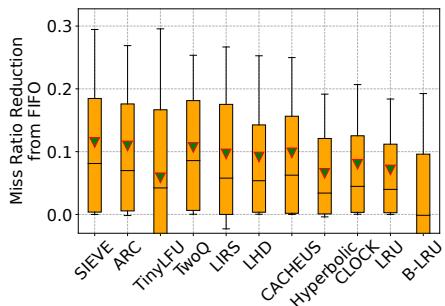 Miss Ratio Reduction
from FIFO
0.3
0.2
0.1
0.0
SIEVE
ARC
TinyLFU
TwoQ
LIRS
LHD
CACHEUS
Hyperbolic
CLOCK
LRU
B-LRU